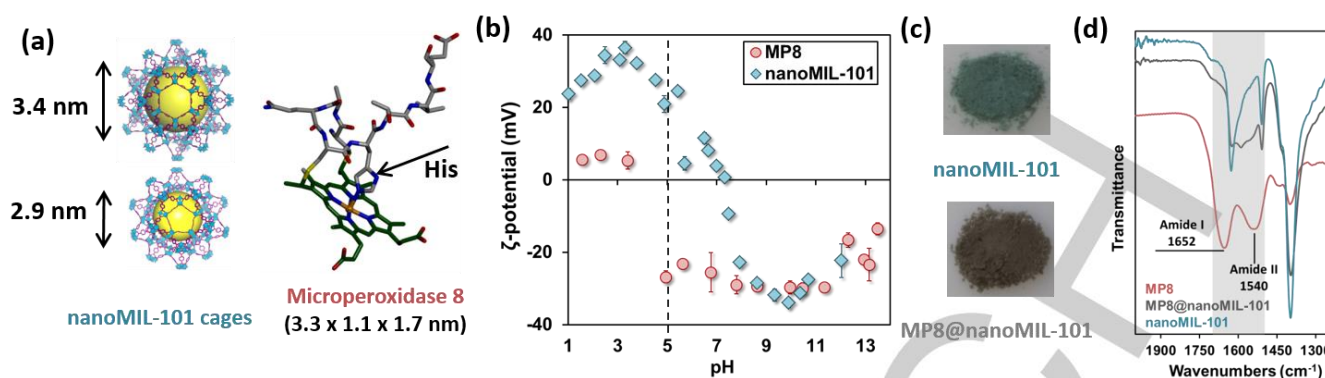 (a)
3.4 nm
2.9 nm
nanoMIL-101 cages
His
Microperoxidase 8
(3.3 x 1.1 x 1.7 nm)
(b)
ζ-potential (mV)
40
20
0
-20
-40
MP8
nanoMIL-101
1 3 5 7 9 11 13
pH
(c)
nanoMIL-101
MP8@nanoMIL-101
(d)
Transmittance
Amide I
1652
Amide II
1540
MP8
MP8@nanoMIL-101
nanoMIL-101
1900 1750 1600 1450 1300
Wavenumbers (cm⁻¹)